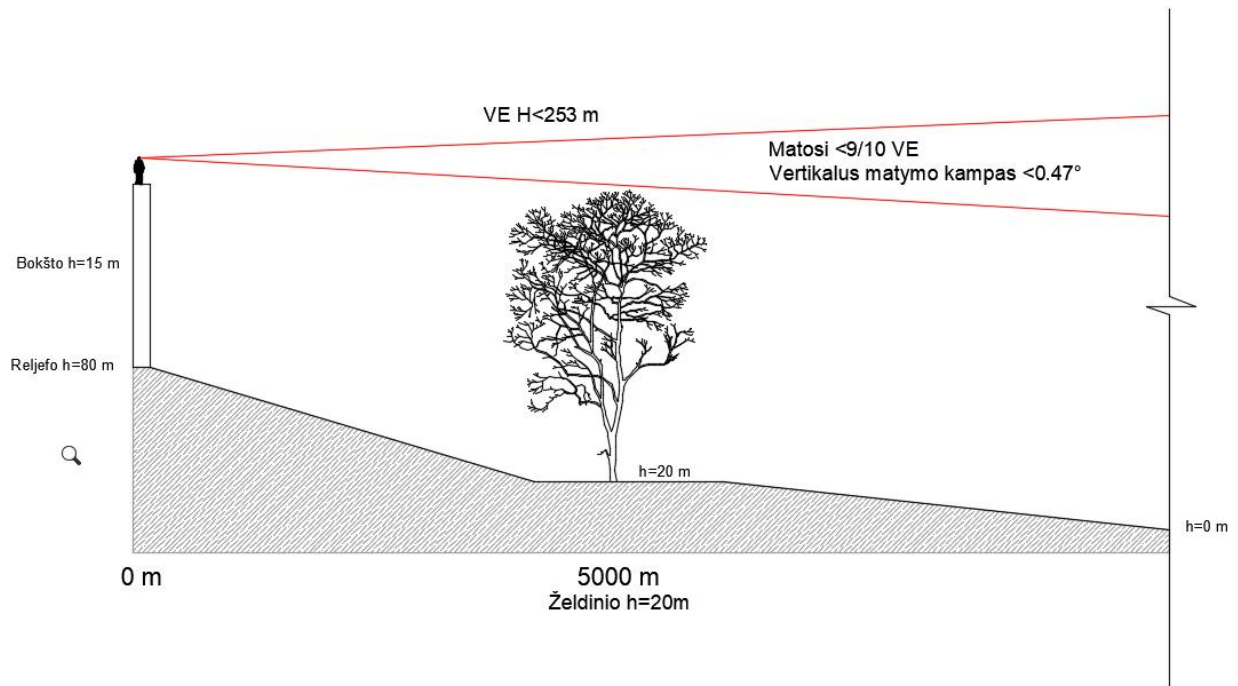 VE H<253 m
Matosi <9/10 VE
Vertikalus matymo kampas <0.47°
Bokšto h=15 m
Reljefo h=80 m
h=20 m
h=0 m
0 m
5000 m
Želdinio h=20m